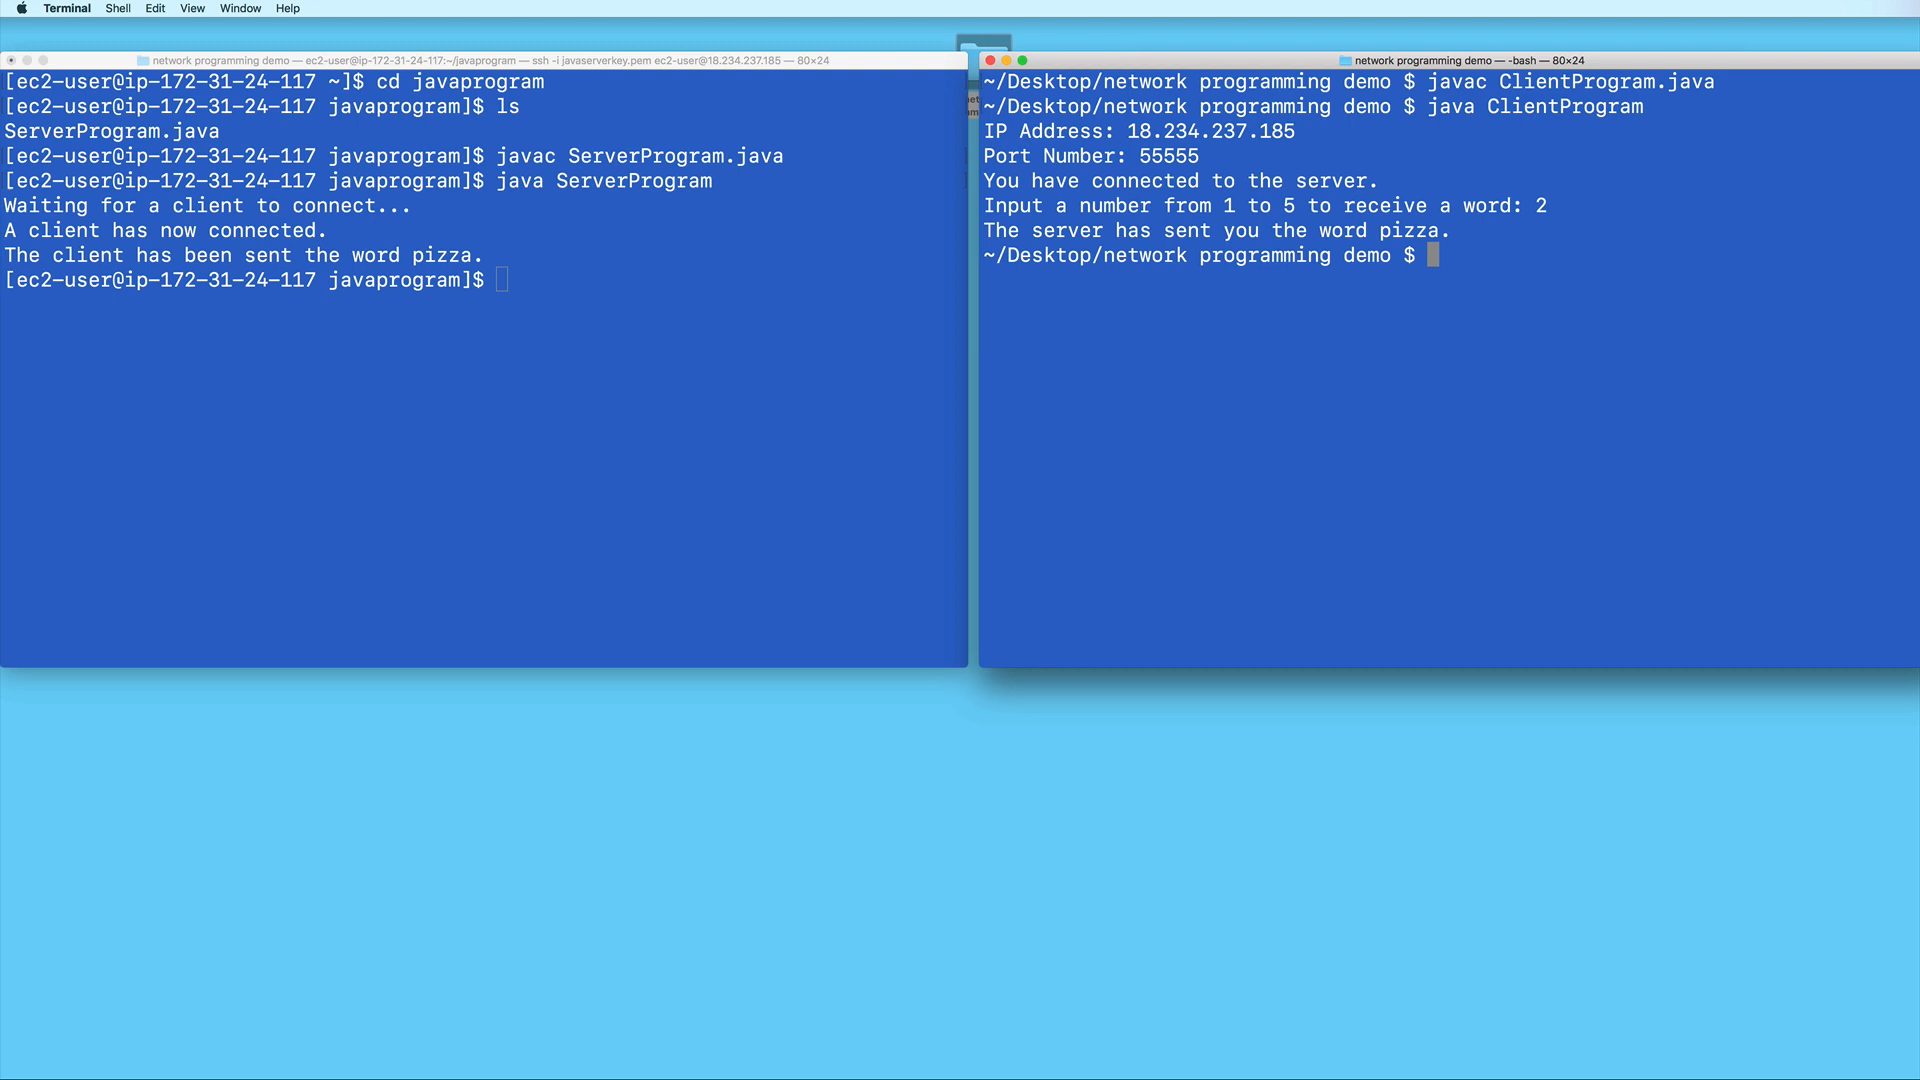 Terminal Shell Edit View Window Help
network programming demo — ec2-user@ip-172-31-24-117:~/javaprogram — ssh -i javaserverkey.pem ec2-user@18.234.237.185 — 80×24
[ec2-user@ip-172-31-24-117 ~]$ cd javaprogram
[ec2-user@ip-172-31-24-117 javaprogram]$ ls
ServerProgram.java
[ec2-user@ip-172-31-24-117 javaprogram]$ javac ServerProgram.java
[ec2-user@ip-172-31-24-117 javaprogram]$ java ServerProgram
Waiting for a client to connect...
A client has now connected.
The client has been sent the word pizza.
[ec2-user@ip-172-31-24-117 javaprogram]$
network programming demo — -bash — 80×24
~/Desktop/network programming demo $ javac ClientProgram.java
~/Desktop/network programming demo $ java ClientProgram
IP Address: 18.234.237.185
Port Number: 55555
You have connected to the server.
Input a number from 1 to 5 to receive a word: 2
The server has sent you the word pizza.
~/Desktop/network programming demo $